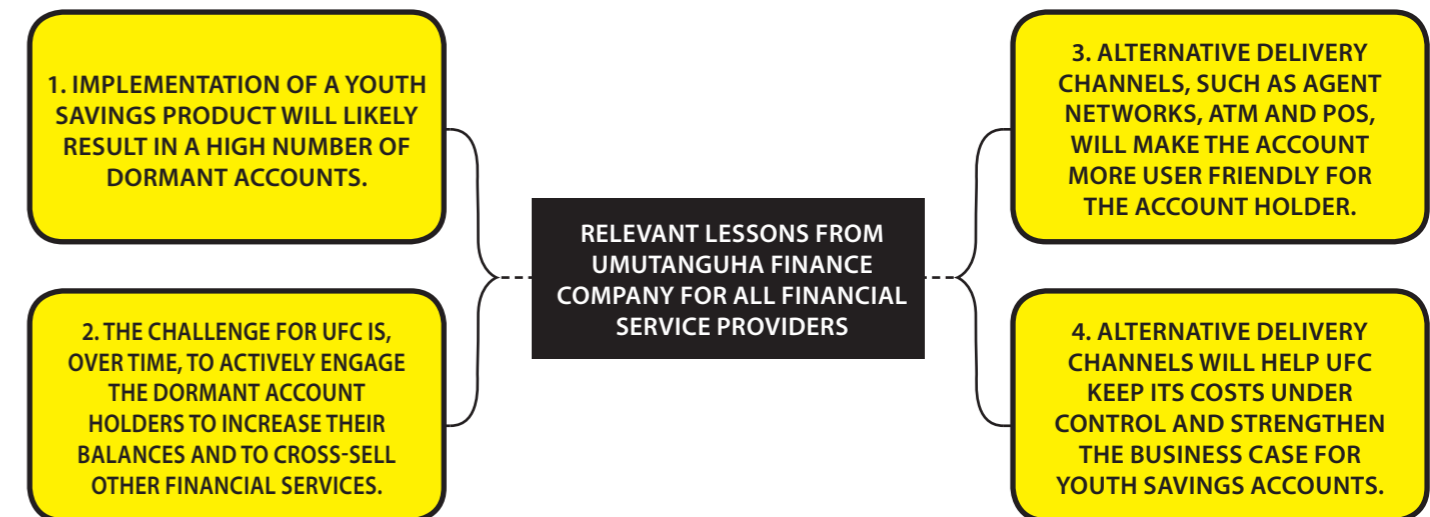 1. IMPLEMENTATION OF A YOUTH
SAVINGS PRODUCT WILL LIKELY
RESULT IN A HIGH NUMBER OF
DORMANT ACCOUNTS.
2. THE CHALLENGE FOR UFC IS,
OVER TIME, TO ACTIVELY ENGAGE
THE DORMANT ACCOUNT
HOLDERS TO INCREASE THEIR
BALANCES AND TO CROSS-SELL
OTHER FINANCIAL SERVICES.
RELEVANT LESSONS FROM
UMUTANGUHA FINANCE
COMPANY FOR ALL FINANCIAL
SERVICE PROVIDERS
3. ALTERNATIVE DELIVERY
CHANNELS, SUCH AS AGENT
NETWORKS, ATM AND POS,
WILL MAKE THE ACCOUNT
MORE USER FRIENDLY FOR
THE ACCOUNT HOLDER.
4. ALTERNATIVE DELIVERY
CHANNELS WILL HELP UFC
KEEP ITS COSTS UNDER
CONTROL AND STRENGTHEN
THE BUSINESS CASE FOR
YOUTH SAVINGS ACCOUNTS.